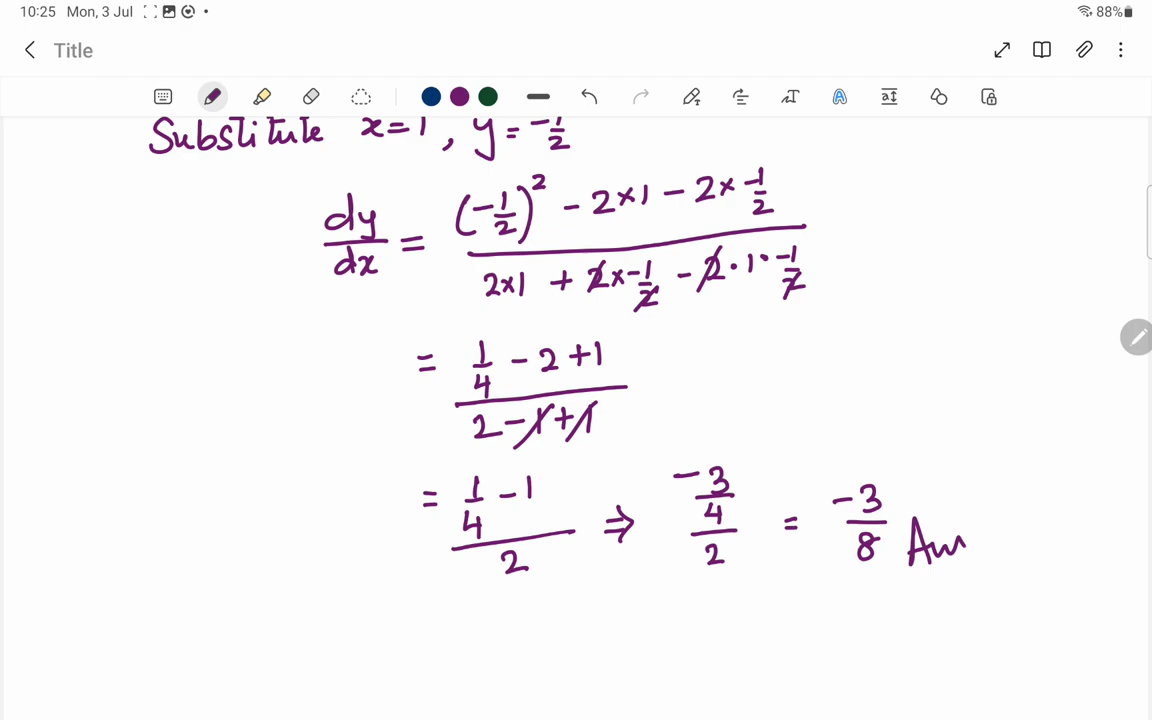 10:25 Mon, 3 Jul 88%
Title
Substitute x=1, y=-1/2
dy/dx = ((-1/2)² - 2×1 - 2×-1/2)/(2×1 + 2×-1/2 - 2·1·-1/2)
= (1/4 - 2 + 1)/(2 - 1 + 1)
= (1/4 - 1)/2 ⇒ (-3/4)/2 = -3/8 Ans